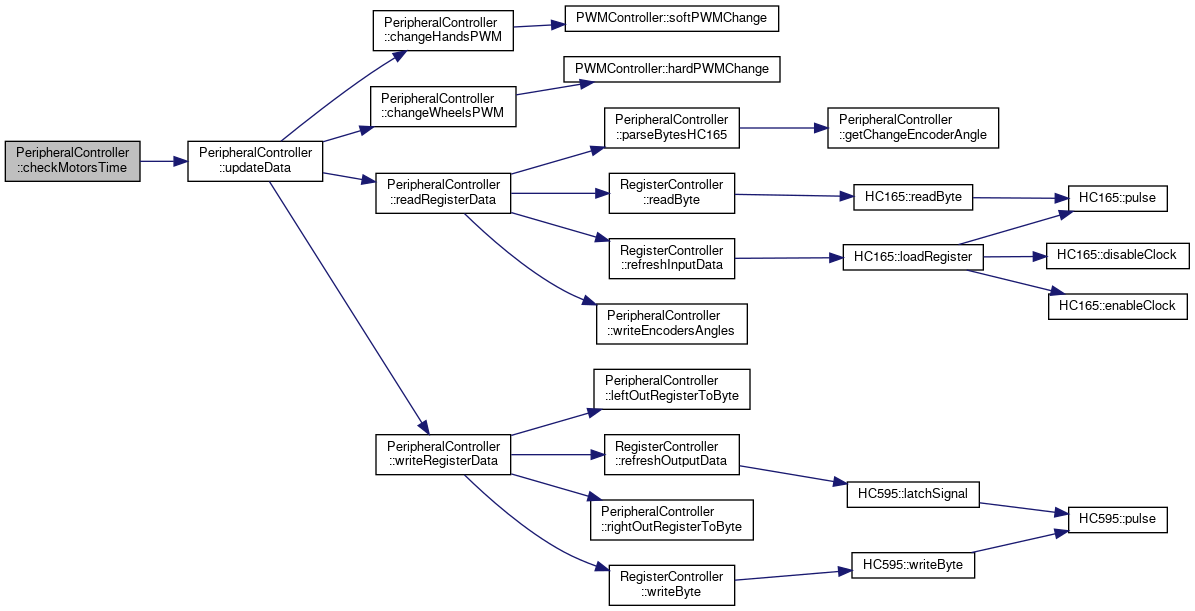 PeripheralController
::checkMotorsTime
PeripheralController
::updateData
PeripheralController
::changeHandsPWM
PWMController::softPWMChange
PeripheralController
::changeWheelsPWM
PWMController::hardPWMChange
PeripheralController
::readRegisterData
PeripheralController
::parseBytesHC165
PeripheralController
::getChangeEncoderAngle
RegisterController
::readByte
HC165::readByte
HC165::pulse
RegisterController
::refreshInputData
HC165::loadRegister
HC165::disableClock
HC165::enableClock
PeripheralController
::writeEncodersAngles
PeripheralController
::writeRegisterData
PeripheralController
::leftOutRegisterToByte
RegisterController
::refreshOutputData
HC595::latchSignal
HC595::pulse
PeripheralController
::rightOutRegisterToByte
RegisterController
::writeByte
HC595::writeByte